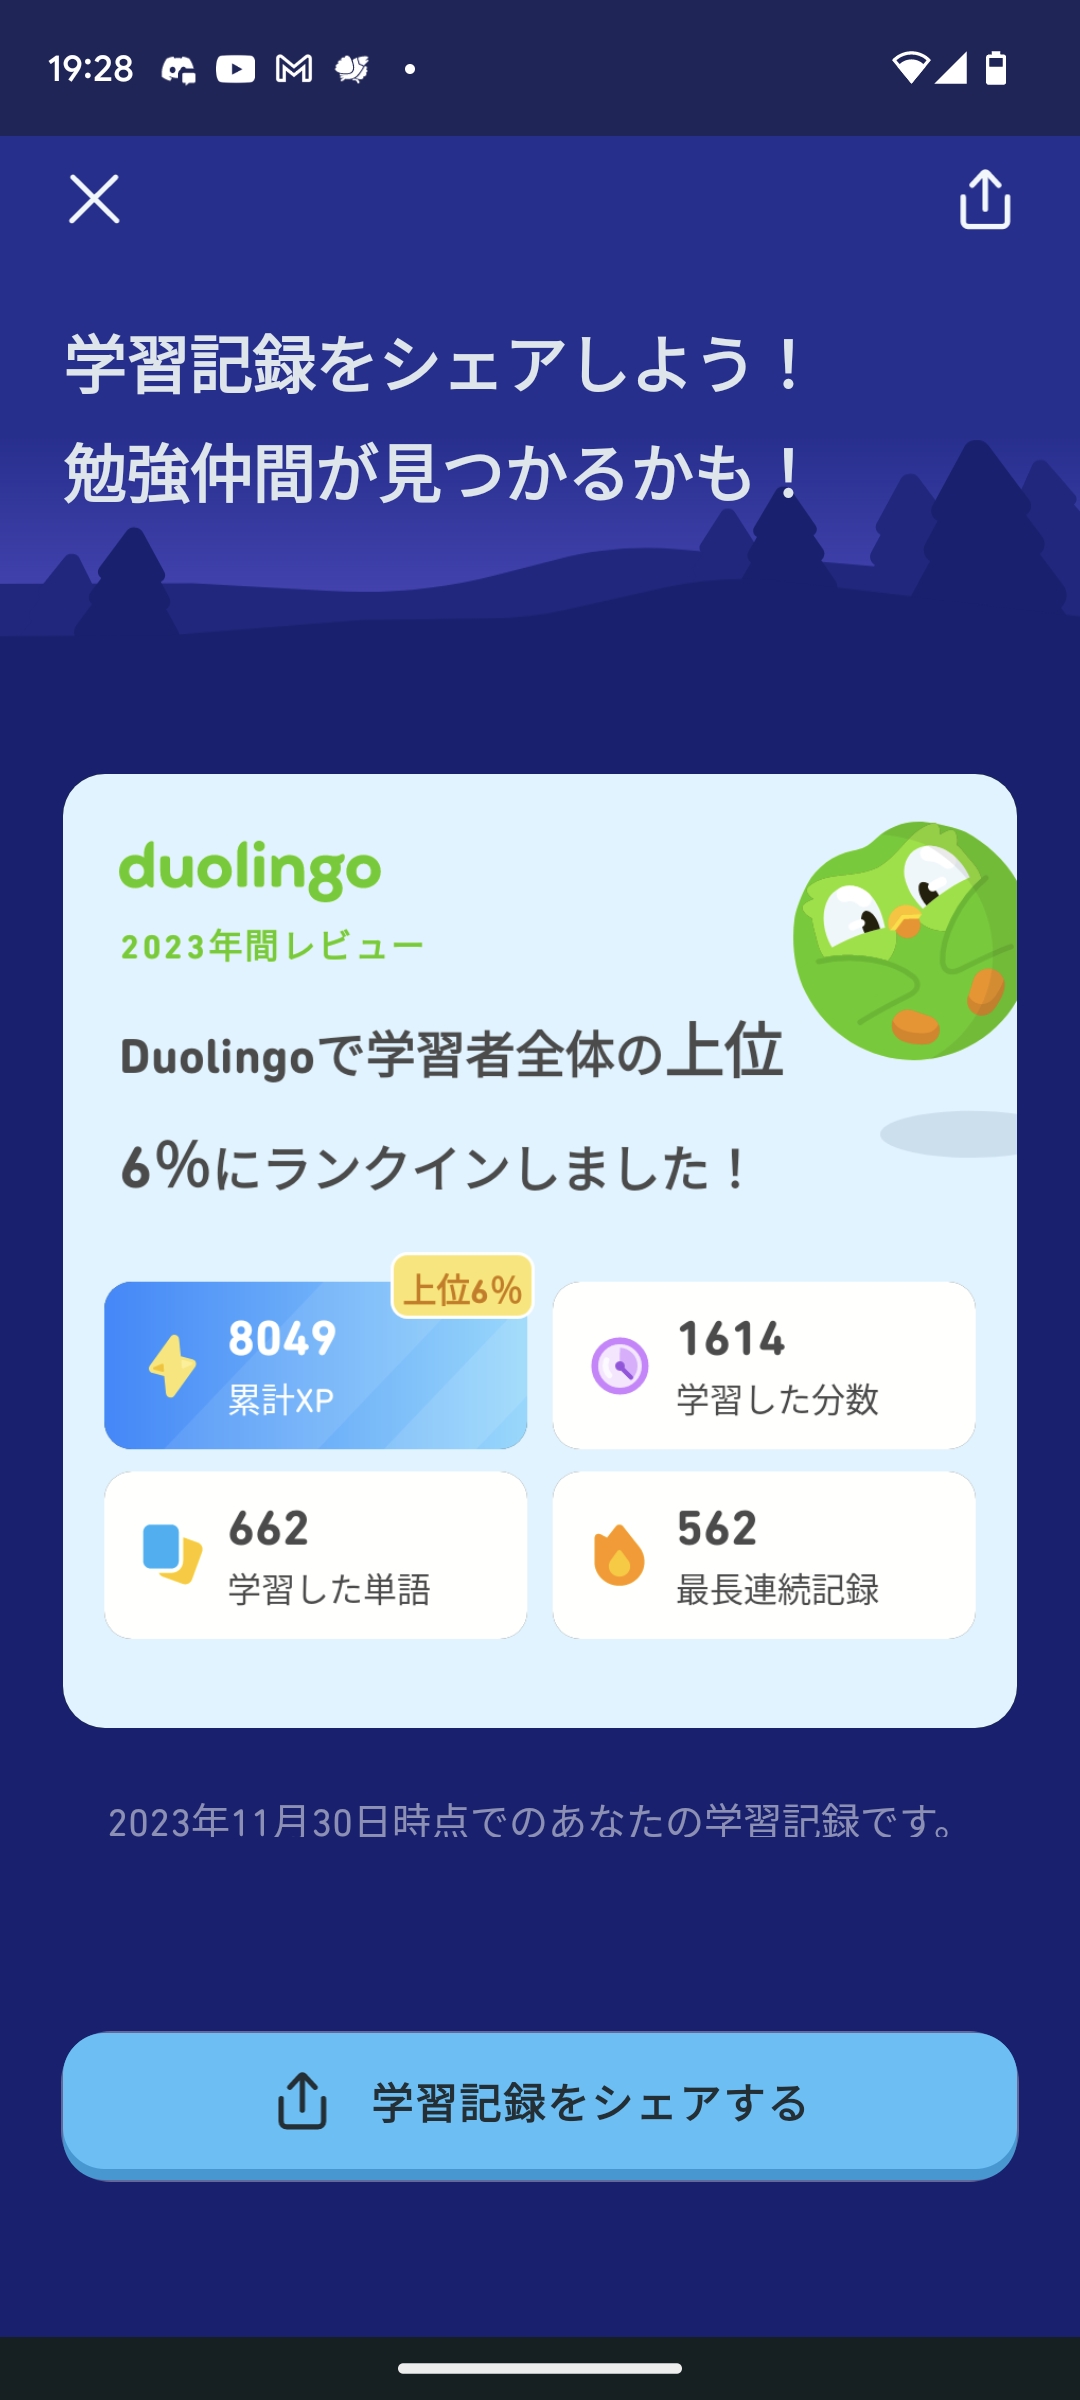 19:28
学習記録をシェアしよう！
勉強仲間が見つかるかも！
duolingo
2023年間レビュー
Duolingoで学習者全体の上位
6%にランクインしました！
上位6%
8049
累計XP
1614
学習した分数
662
学習した単語
562
最長連続記録
2023年11月30日時点でのあなたの学習記録です。
学習記録をシェアする